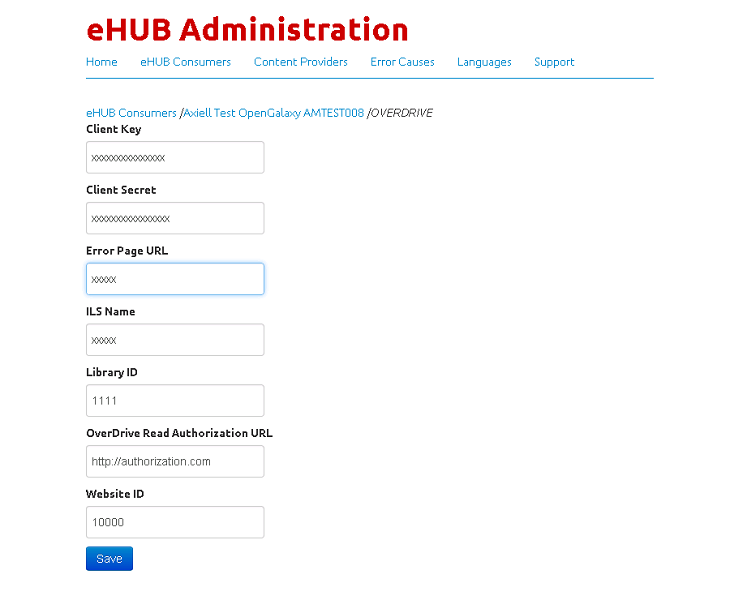 eHUB Administration
Home eHUB Consumers Content Providers Error Causes Languages Support
eHUB Consumers /Axiell Test OpenGalaxy AMTEST008 /OVERDRIVE
Client Key
xxxxxxxxxxxxxxx
Client Secret
xxxxxxxxxxxxxxxx
Error Page URL
xxxxx
ILS Name
xxxxx
Library ID
1111
OverDrive Read Authorization URL
http://authorization.com
Website ID
10000
Save